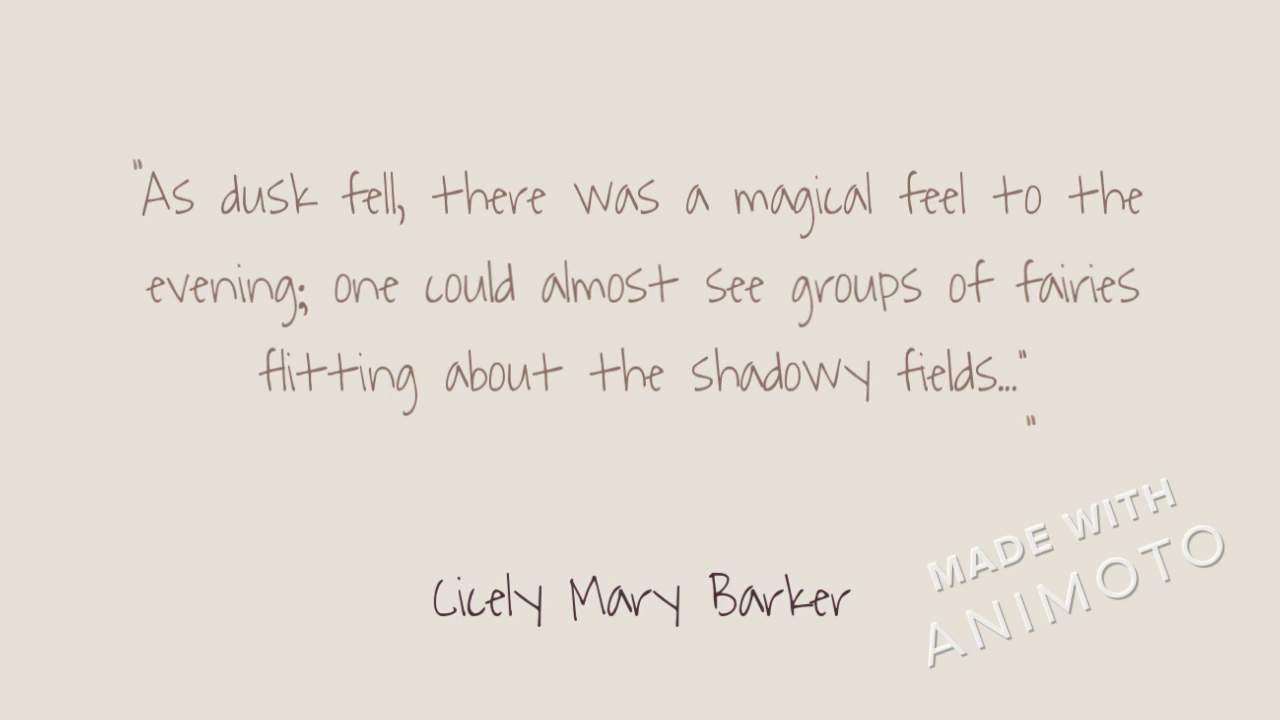 "As dusk fell, there was a magical feel to the
evening; one could almost see groups of fairies
flitting about the shadowy fields..."
"
Cicely Mary Barker
MADE WITH
ANIMOTO